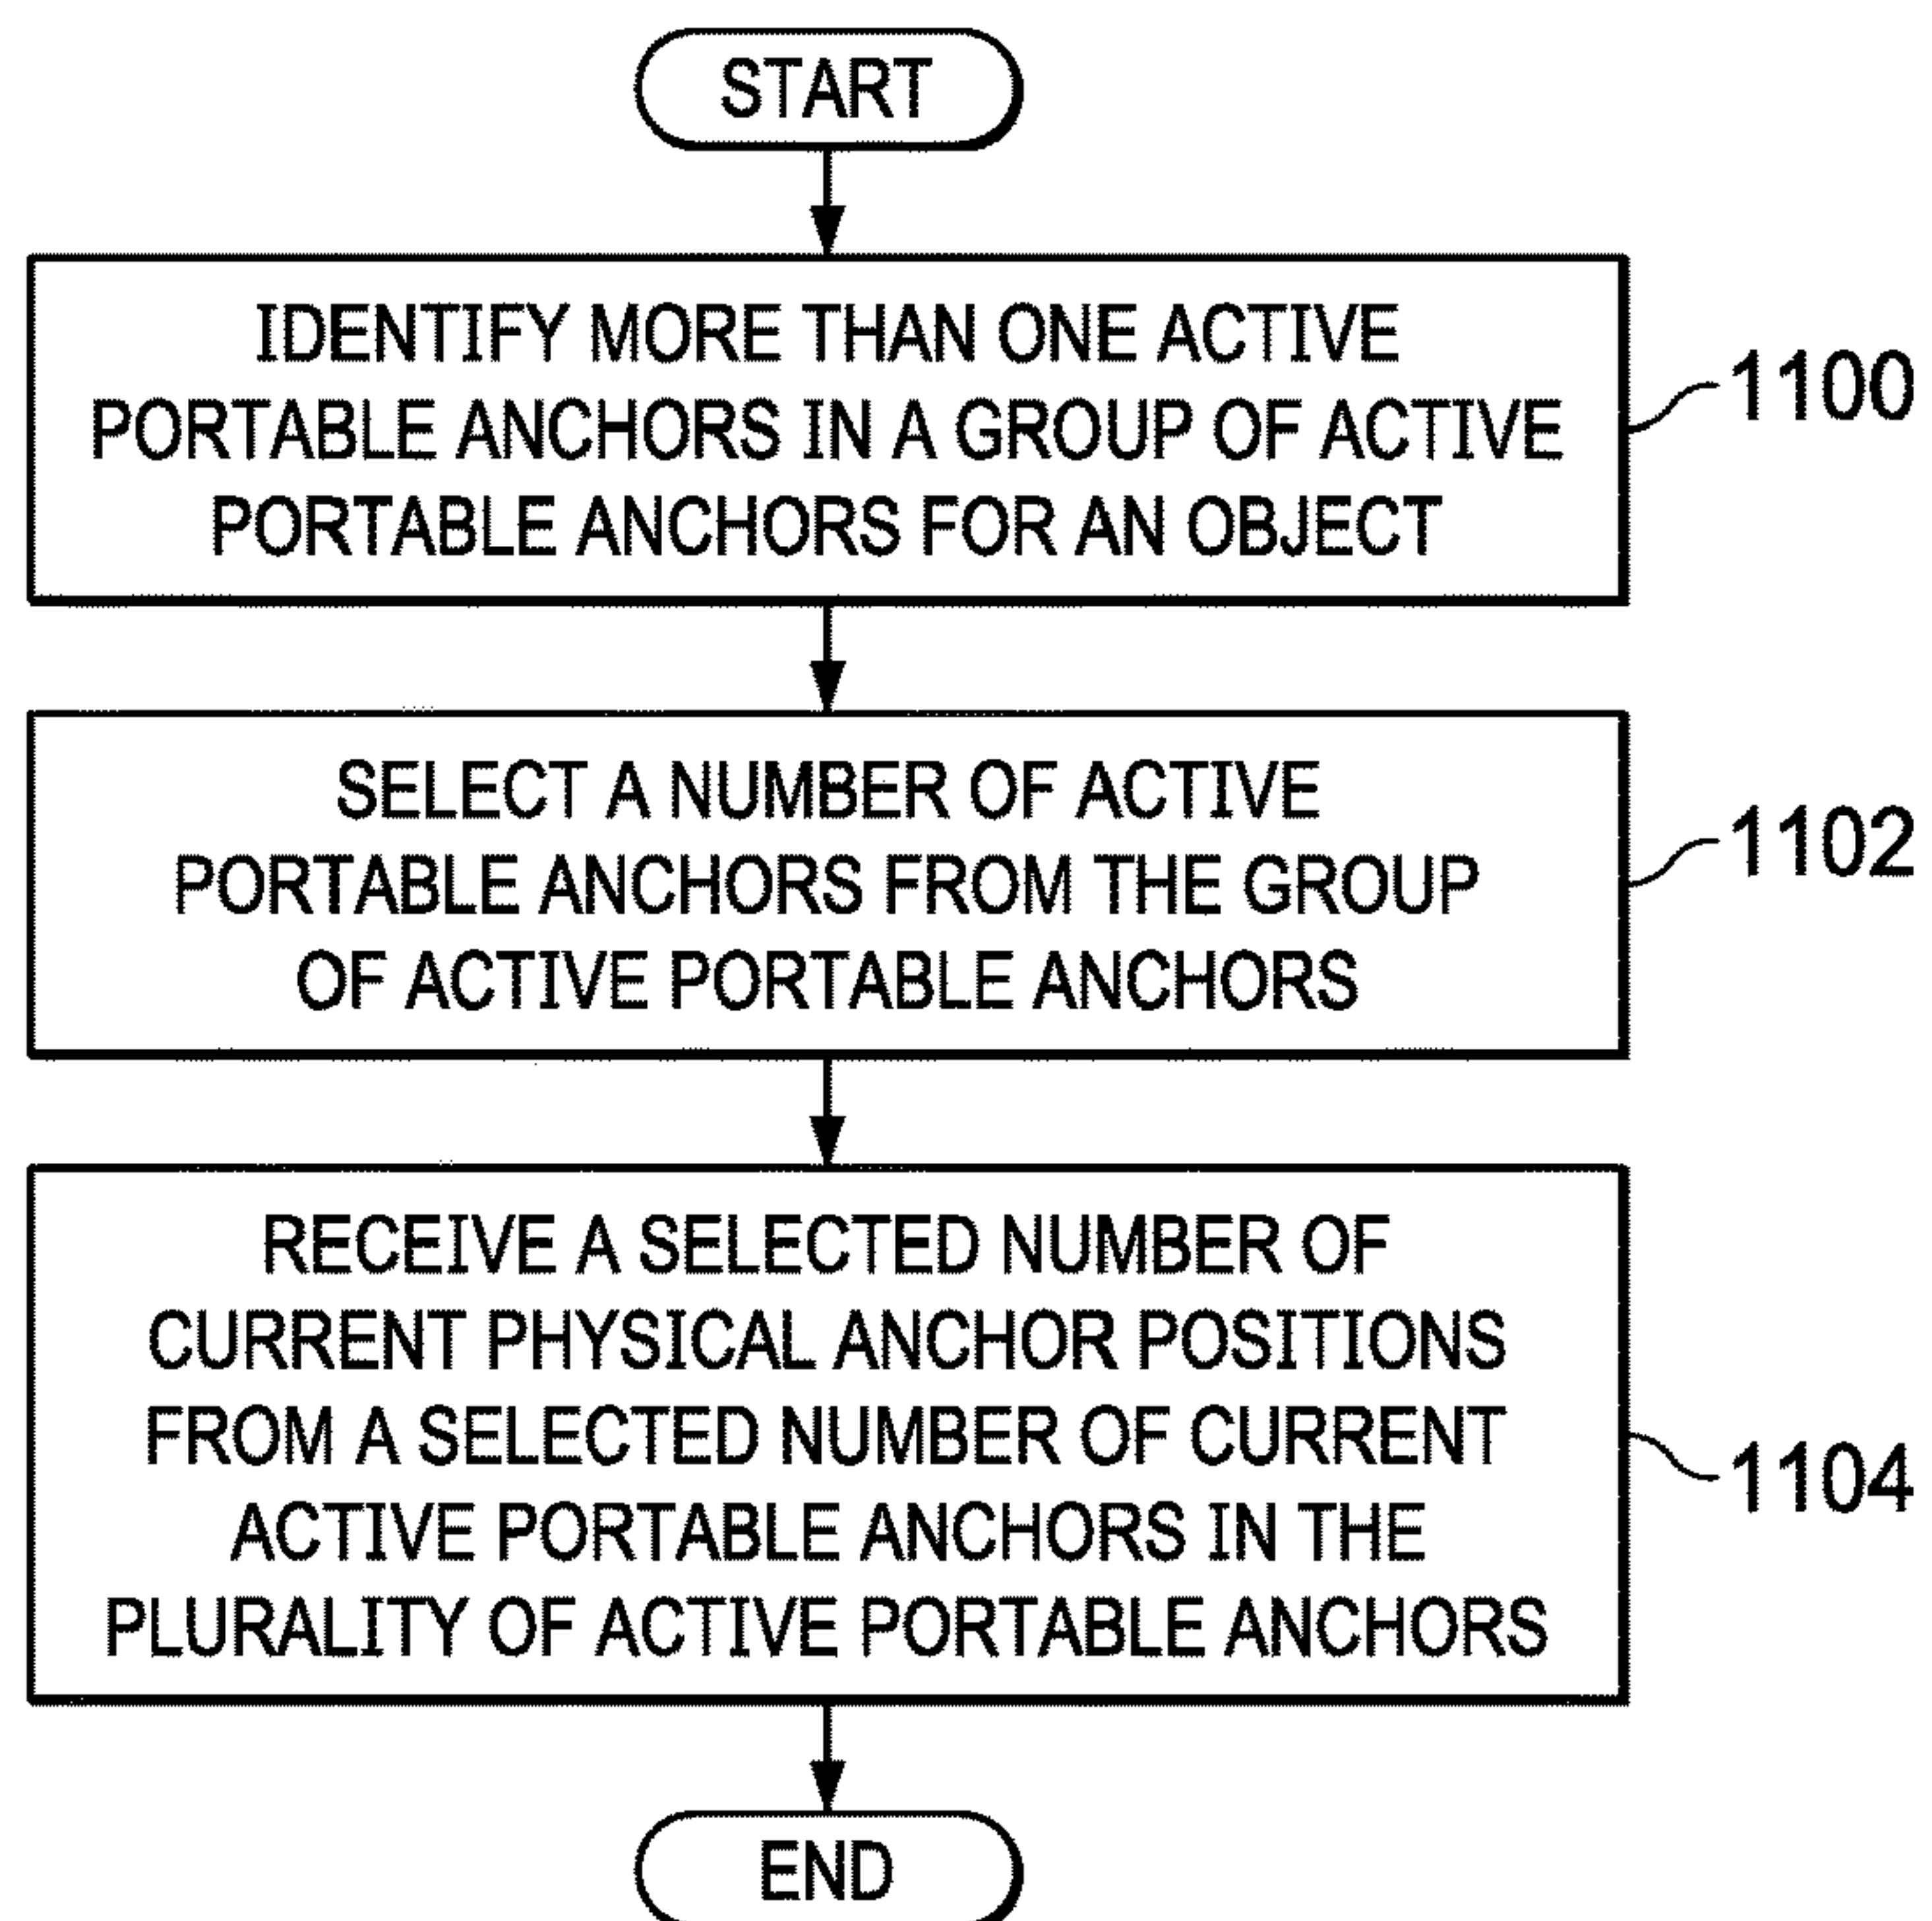 START
IDENTIFY MORE THAN ONE ACTIVE
PORTABLE ANCHORS IN A GROUP OF ACTIVE
PORTABLE ANCHORS FOR AN OBJECT
1100
SELECT A NUMBER OF ACTIVE
PORTABLE ANCHORS FROM THE GROUP
OF ACTIVE PORTABLE ANCHORS
1102
RECEIVE A SELECTED NUMBER OF
CURRENT PHYSICAL ANCHOR POSITIONS
FROM A SELECTED NUMBER OF CURRENT
ACTIVE PORTABLE ANCHORS IN THE
PLURALITY OF ACTIVE PORTABLE ANCHORS
1104
END